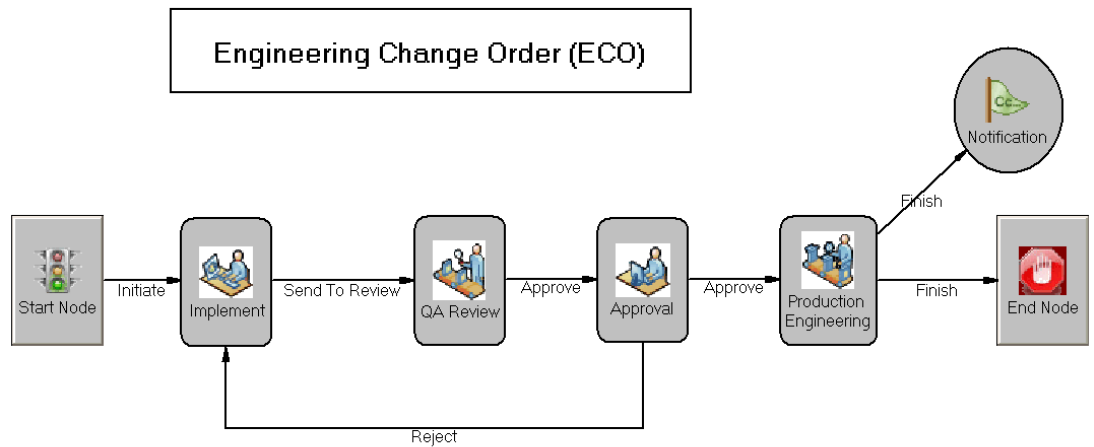 Engineering Change Order (ECO)
Cc...
Notification
Finish
Start Node
Initiate
Implement
Send To Review
QA Review
Approve
Approval
Approve
Production
Engineering
Finish
End Node
Reject